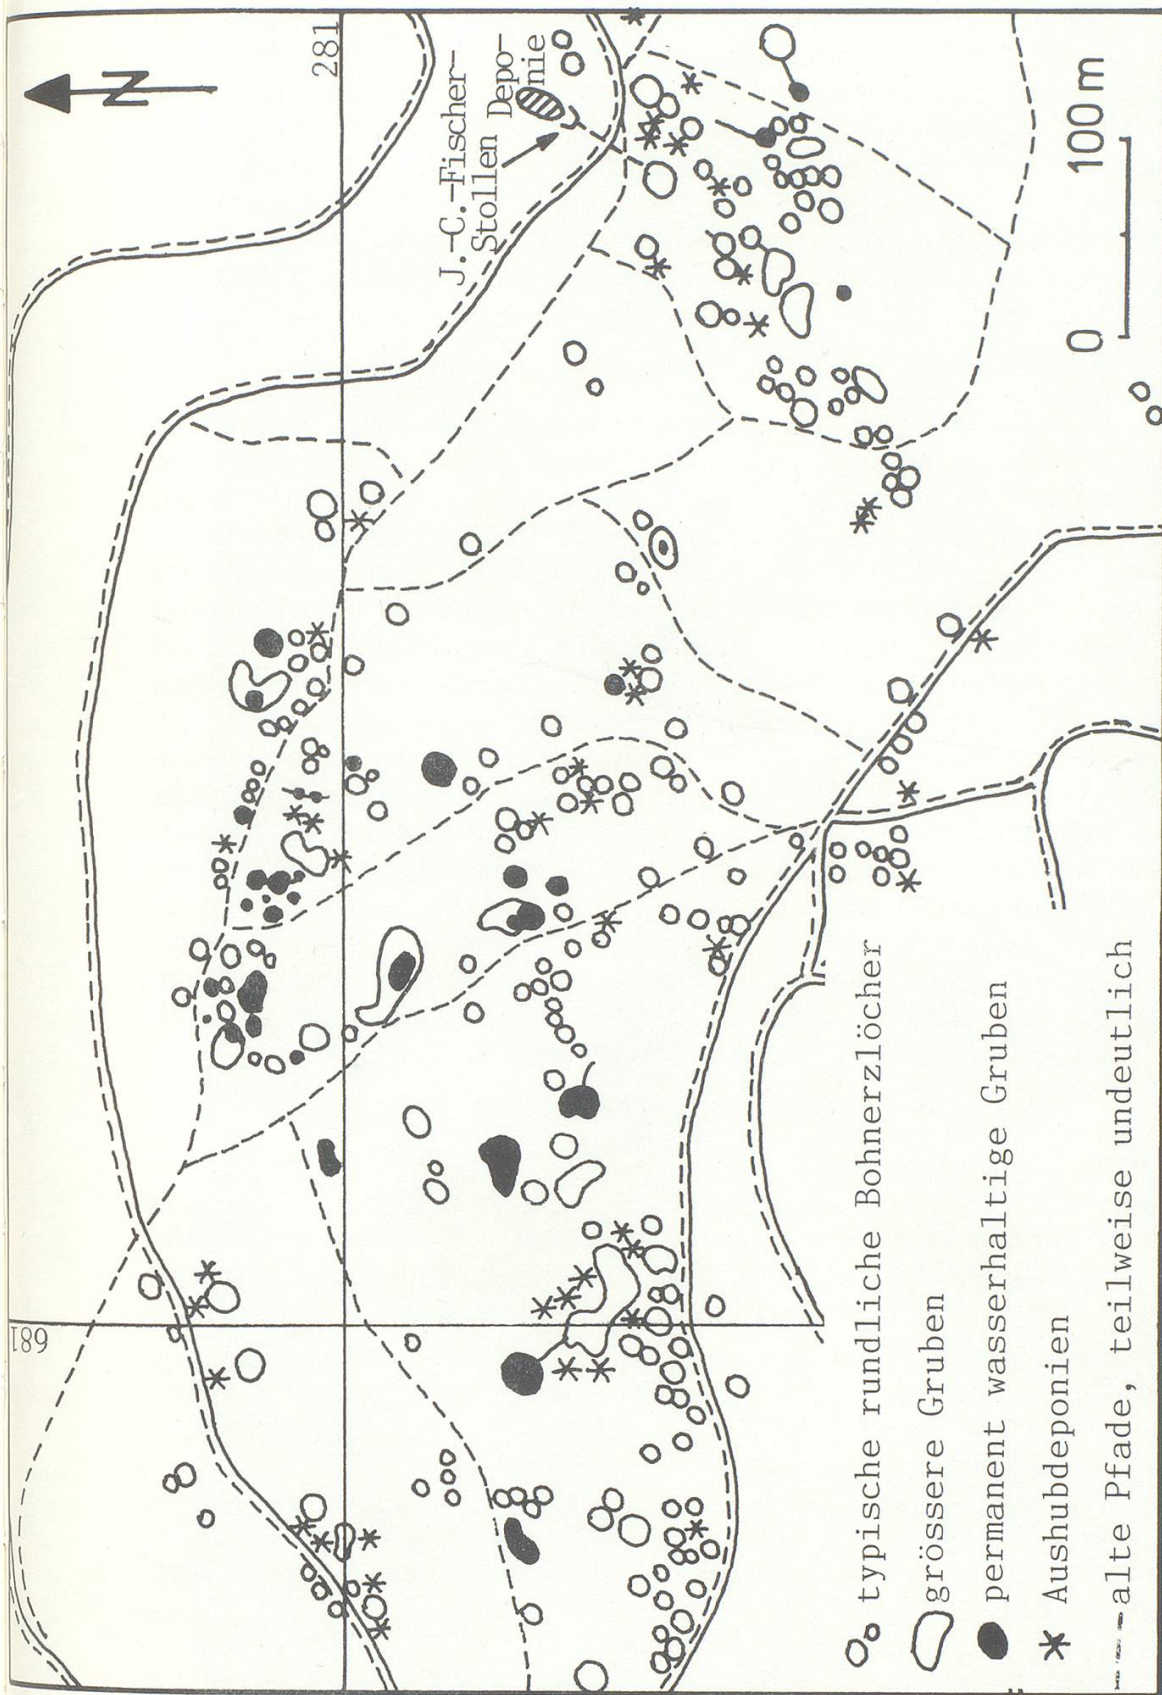 N
281
J.-C.-Fischer-
Stollen
Depo-
nie
0
100 m
681
typische rundliche Bohnerzlöcher
grössere Gruben
permanent wasserhaltige Gruben
Aushubdeponien
alte Pfade, teilweise undeutlich